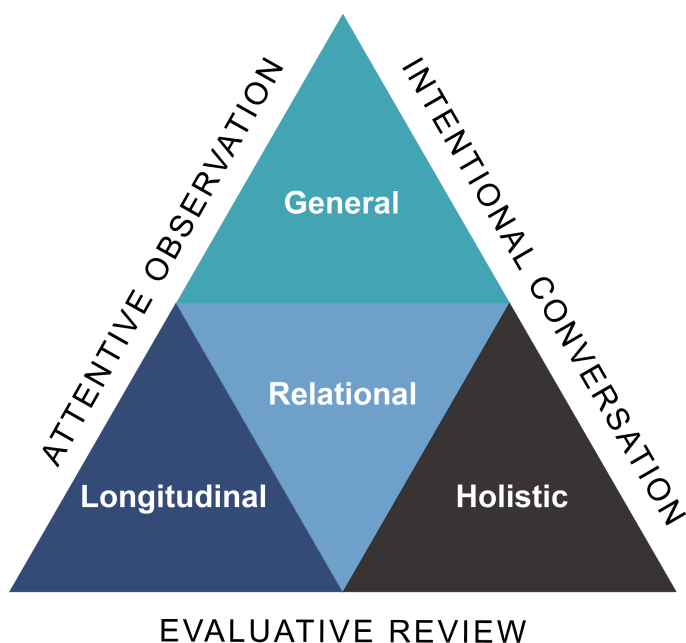 ATTENTIVE OBSERVATION
INTENTIONAL CONVERSATION
General
Relational
Longitudinal
Holistic
EVALUATIVE REVIEW